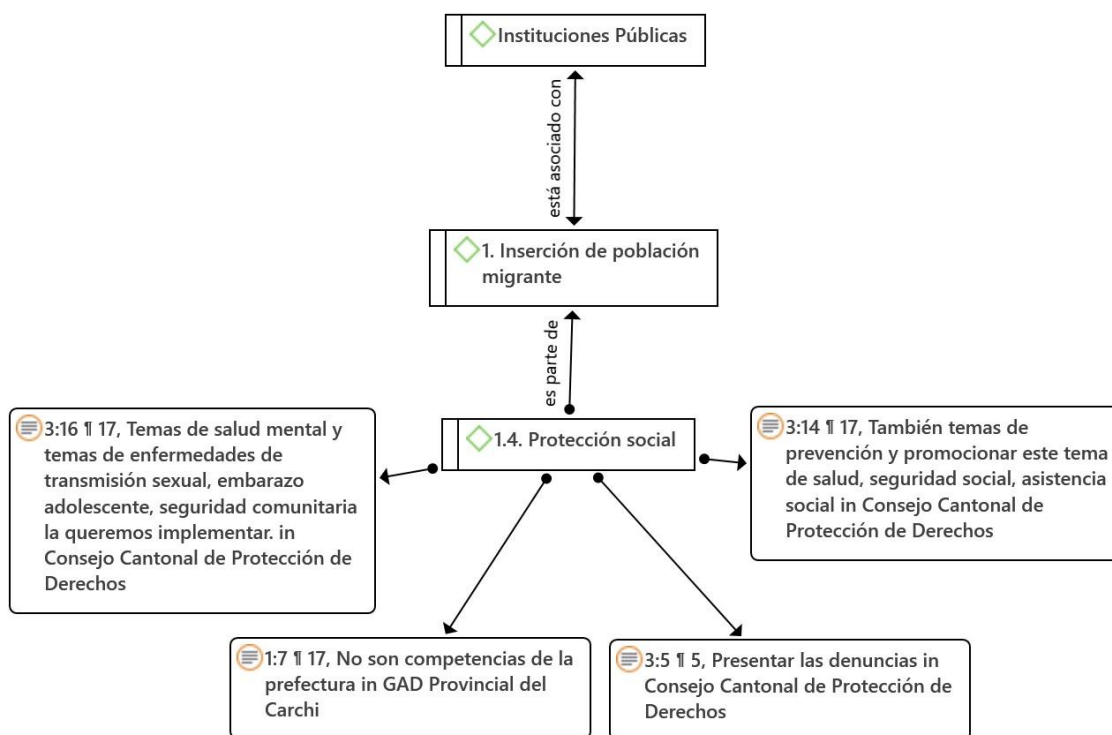 Instituciones Públicas
está asociado con
1. Inserción de población
migrante
es parte de
1.4. Protección social
3:16 ¶ 17, Temas de salud mental y
temas de enfermedades de
transmisión sexual, embarazo
adolescente, seguridad comunitaria
la queremos implementar. in
Consejo Cantonal de Protección de
Derechos
3:14 ¶ 17, También temas de
prevención y promocionar este tema
de salud, seguridad social, asistencia
social in Consejo Cantonal de
Protección de Derechos
1:7 ¶ 17, No son competencias de la
prefectura in GAD Provincial del
Carchi
3:5 ¶ 5, Presentar las denuncias in
Consejo Cantonal de Protección de
Derechos